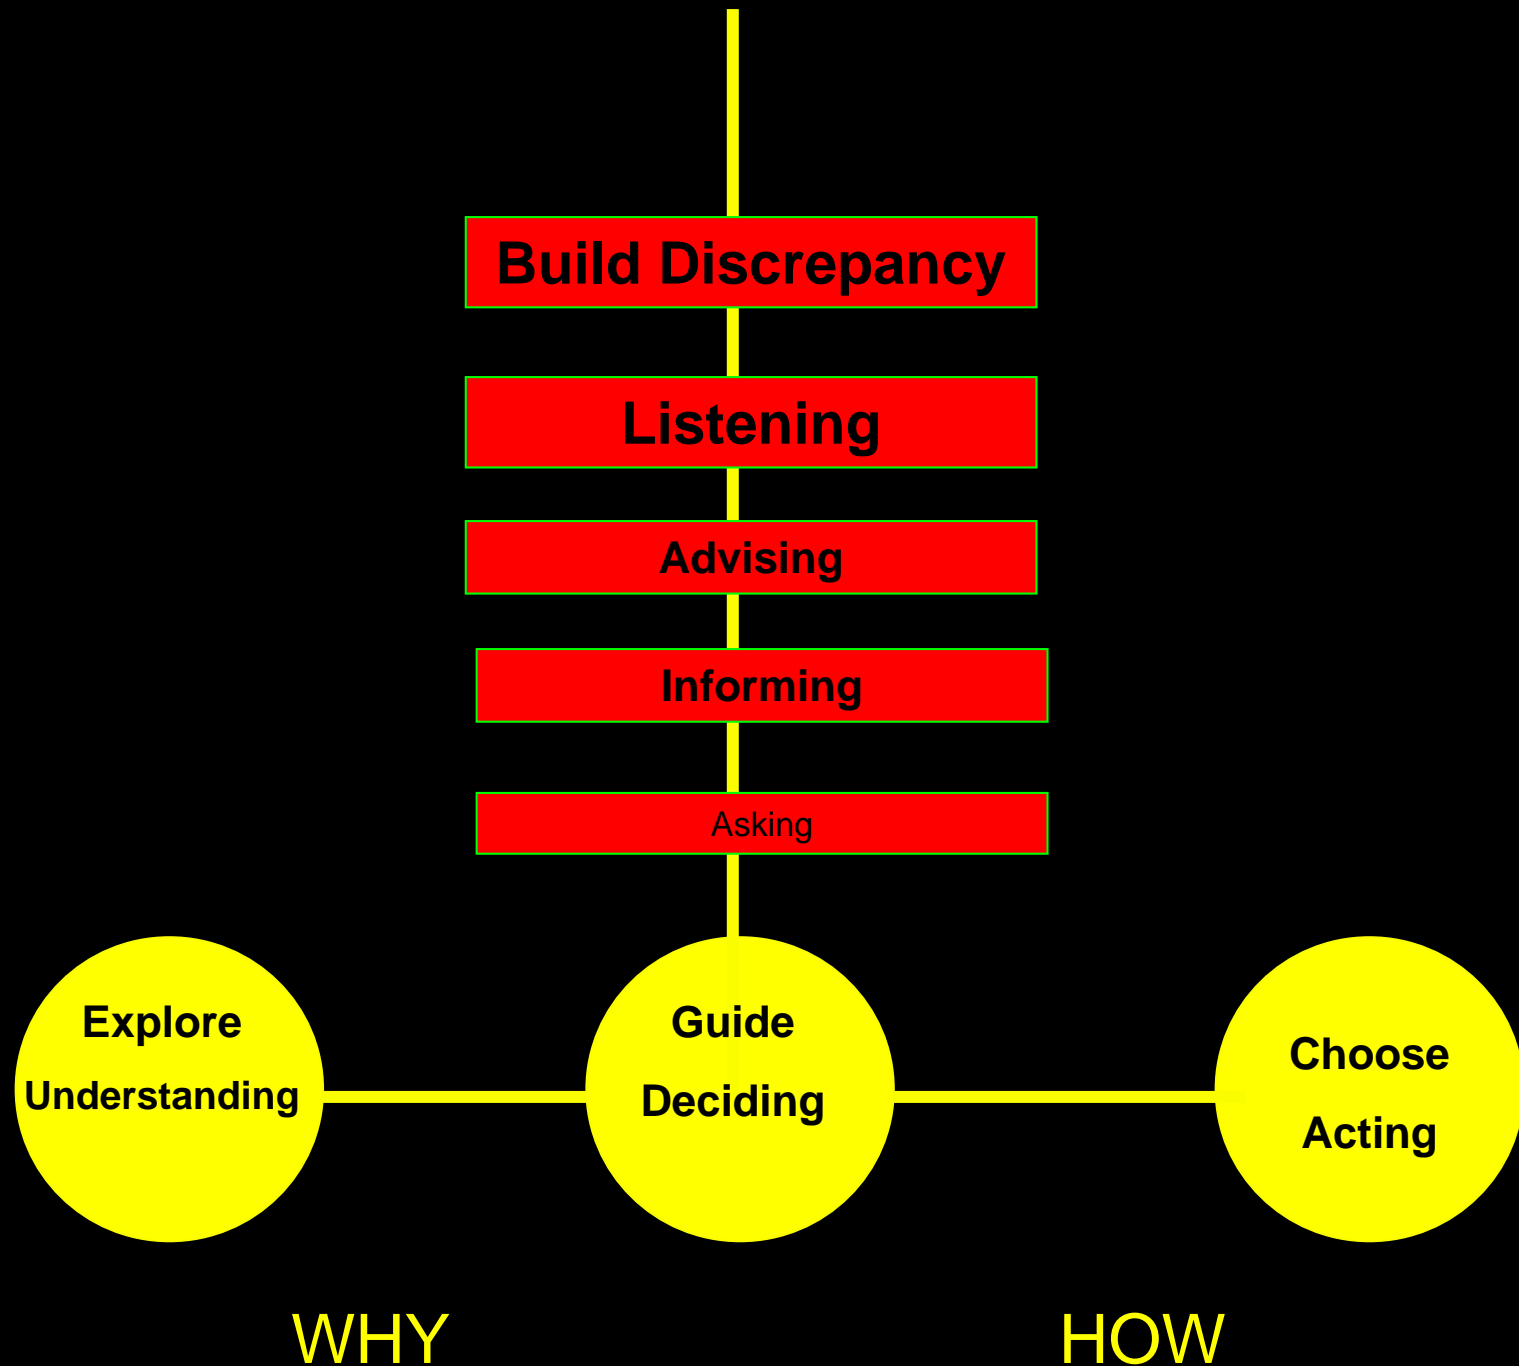 Build Discrepancy
Listening
Advising
Informing
Asking
Explore
Understanding
Guide
Deciding
Choose
Acting
WHY
HOW